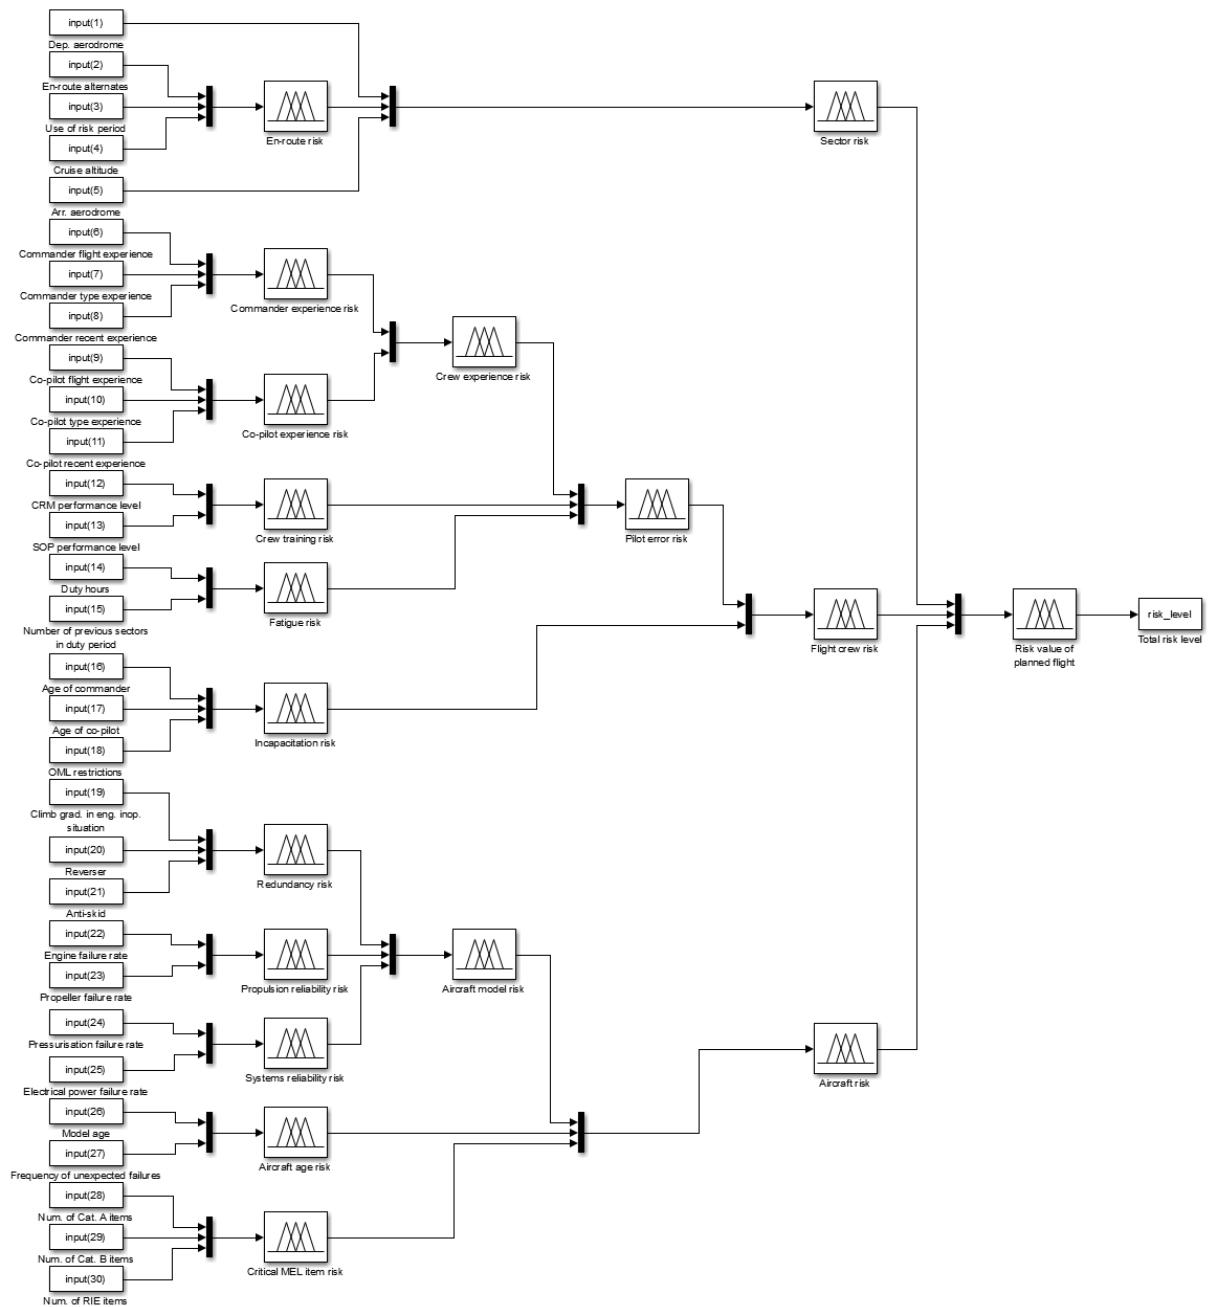 input(1)
Dep. aerodrome
input(2)
En-route alternates
input(3)
Use of risk period
input(4)
Cruise altitude
input(5)
Arr. aerodrome
En-route risk
Sector risk
input(6)
Commander flight experience
input(7)
Commander type experience
input(8)
Commander recent experience
Commander experience risk
input(9)
Co-pilot flight experience
input(10)
Co-pilot type experience
input(11)
Co-pilot recent experience
Co-pilot experience risk
Crew experience risk
input(12)
CRM performance level
input(13)
SOP performance level
Crew training risk
Pilot error risk
input(14)
Duty hours
input(15)
Number of previous sectors
in duty period
Fatigue risk
Flight crew risk
Risk value of
planned flight
risk_level
Total risk level
input(16)
Age of commander
input(17)
Age of co-pilot
input(18)
OML restrictions
Incapacitation risk
input(19)
Climb grad. in eng. inop.
situation
input(20)
Reverser
input(21)
Anti-skid
Redundancy risk
input(22)
Engine failure rate
input(23)
Propeller failure rate
Propulsion reliability risk
Aircraft model risk
input(24)
Pressurisation failure rate
input(25)
Electrical power failure rate
Systems reliability risk
Aircraft risk
input(26)
Model age
input(27)
Frequency of unexpected failures
Aircraft age risk
input(28)
Num. of Cat. A items
input(29)
Num. of Cat. B items
input(30)
Num. of RIE items
Critical MEL item risk